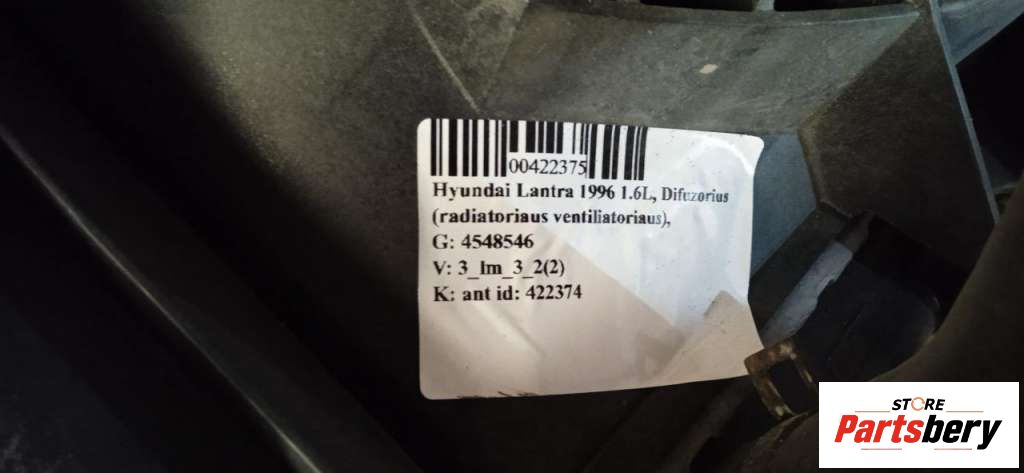 00422375
Hyundai Lantra 1996 1.6L, Difuzorius
(radiatoriaus ventiliatoriaus),
G: 4548546
V: 3_lm_3_2(2)
K: ant id: 422374
STORE
Partsbery